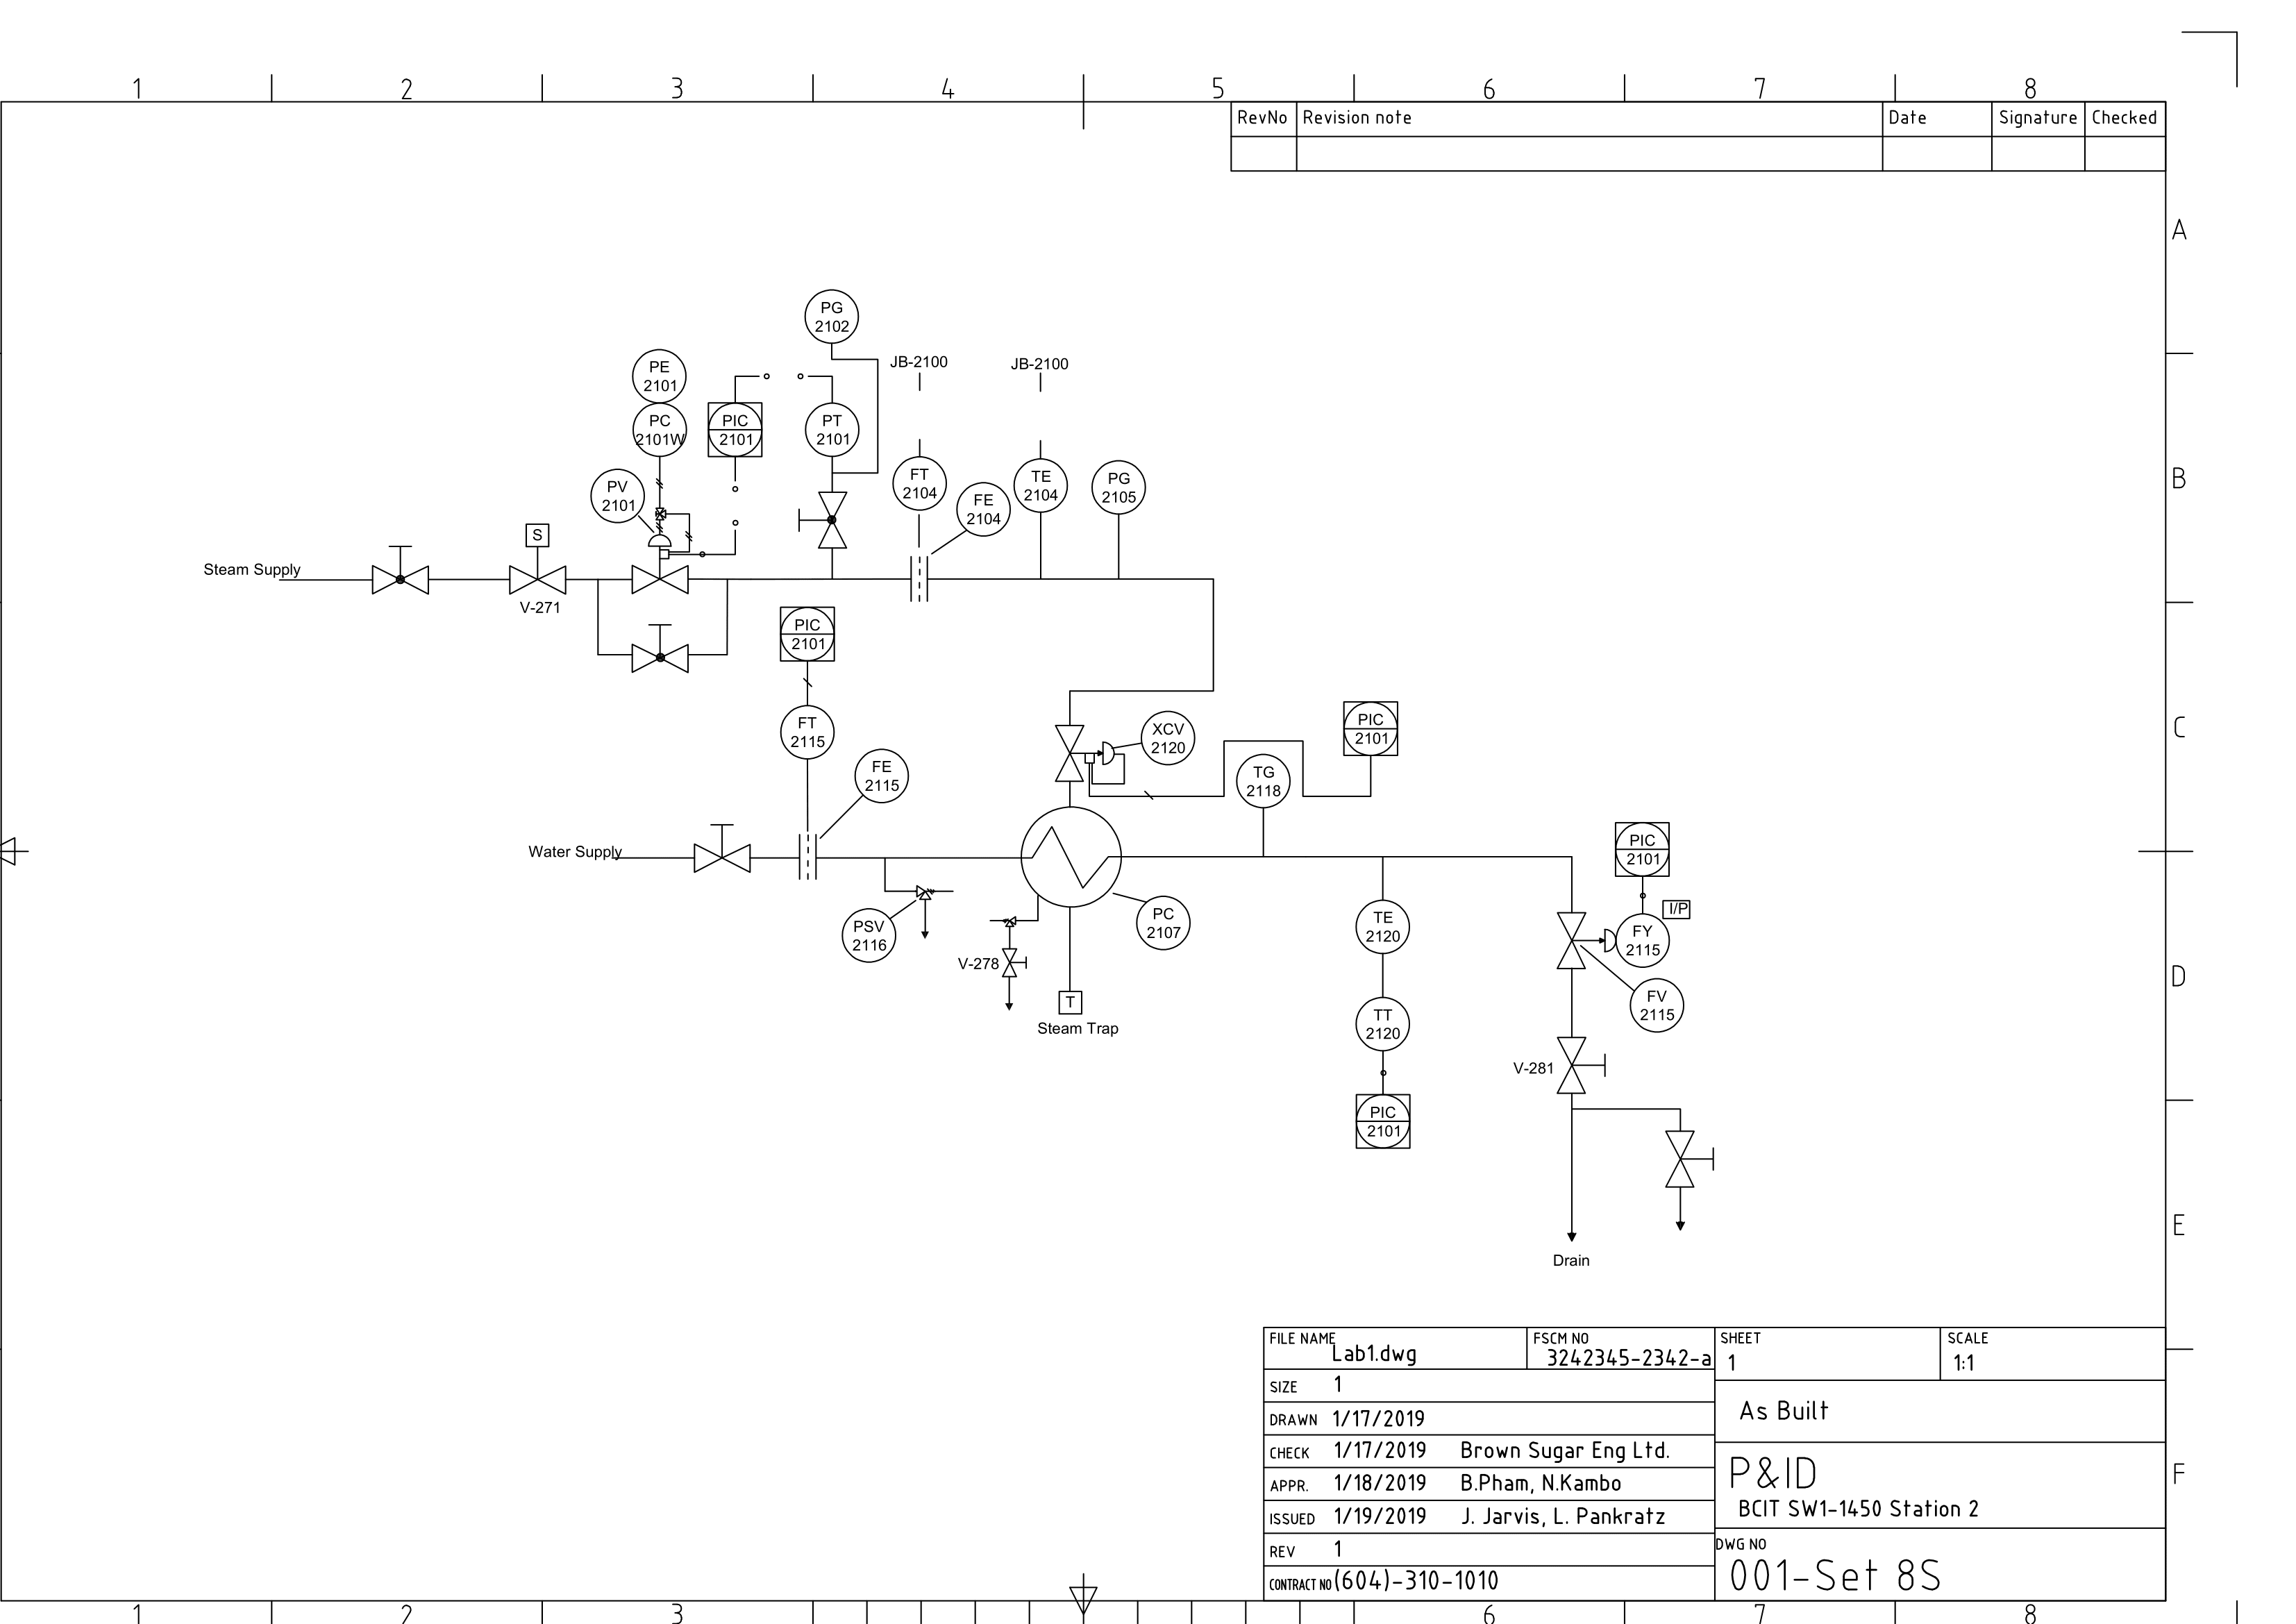 1 2 3 4 5 6 7 8
RevNo Revision note Date Signature Checked
A
B
C
D
E
F
PG
2102
JB-2100
JB-2100
PE
2101
PC
2101W
PIC
2101
PT
2101
PV
2101
FT
2104
FE
2104
TE
2104
PG
2105
S
Steam Supply
V-271
PIC
2101
FT
2115
FE
2115
XCV
2120
PIC
2101
TG
2118
Water Supply
PIC
2101
I/P
PSV
2116
V-278
PC
2107
TE
2120
FY
2115
FV
2115
T
Steam Trap
TT
2120
V-281
PIC
2101
Drain
FILE NAME Lab1.dwg
FSCM NO 3242345-2342-a
SHEET
1
SCALE
1:1
SIZE 1
DRAWN 1/17/2019
CHECK 1/17/2019 Brown Sugar Eng Ltd.
APPR. 1/18/2019 B.Pham, N.Kambo
ISSUED 1/19/2019 J. Jarvis, L. Pankratz
REV 1
CONTRACT NO (604)-310-1010
As Built
P&ID
BCIT SW1-1450 Station 2
DWG NO
001-Set 8S
1 2 3 6 7 8